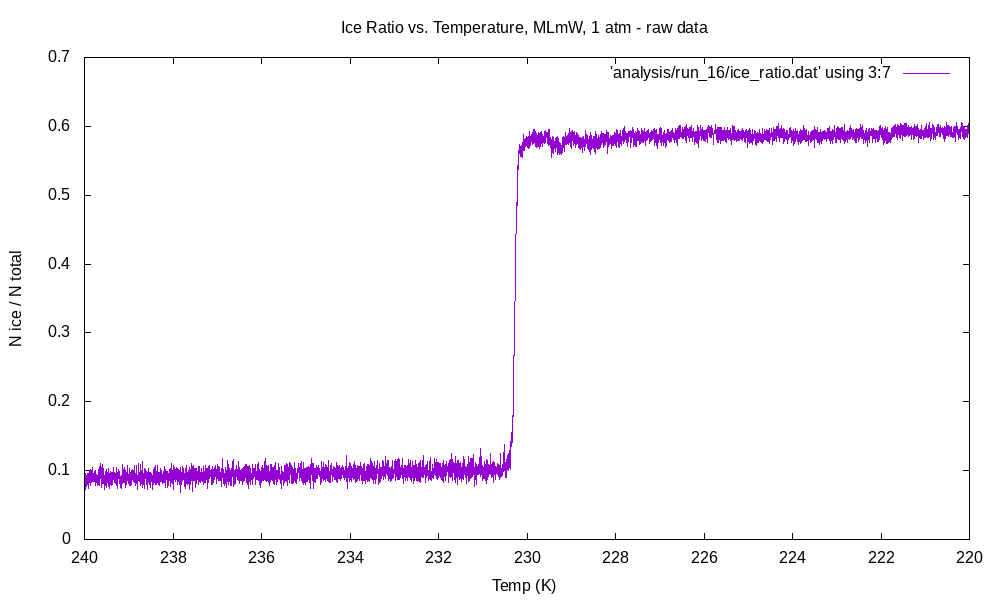 Ice Ratio vs. Temperature, MLmW, 1 atm - raw data
'analysis/run_16/ice_ratio.dat' using 3:7
0.7
0.6
0.5
0.4
0.3
0.2
0.1
0
N ice / N total
240 238 236 234 232 230 228 226 224 222 220
Temp (K)